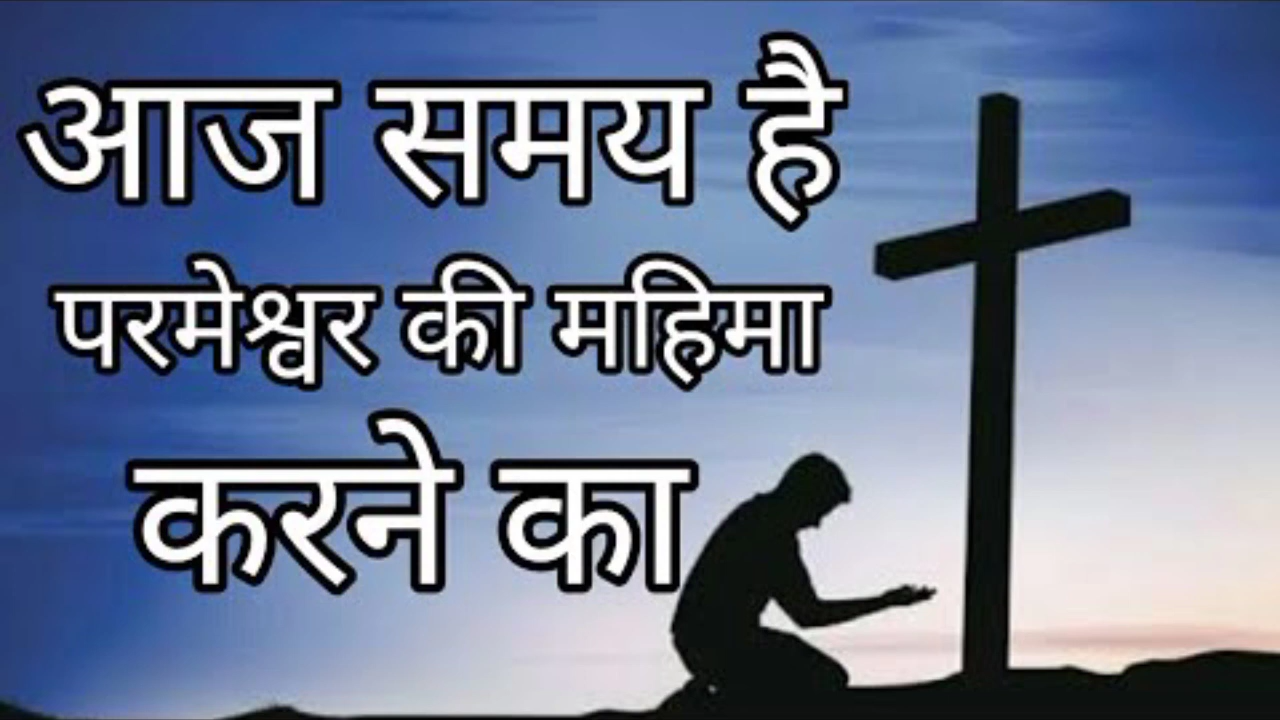 आज समय है
परमेश्वर की महिमा
करने का